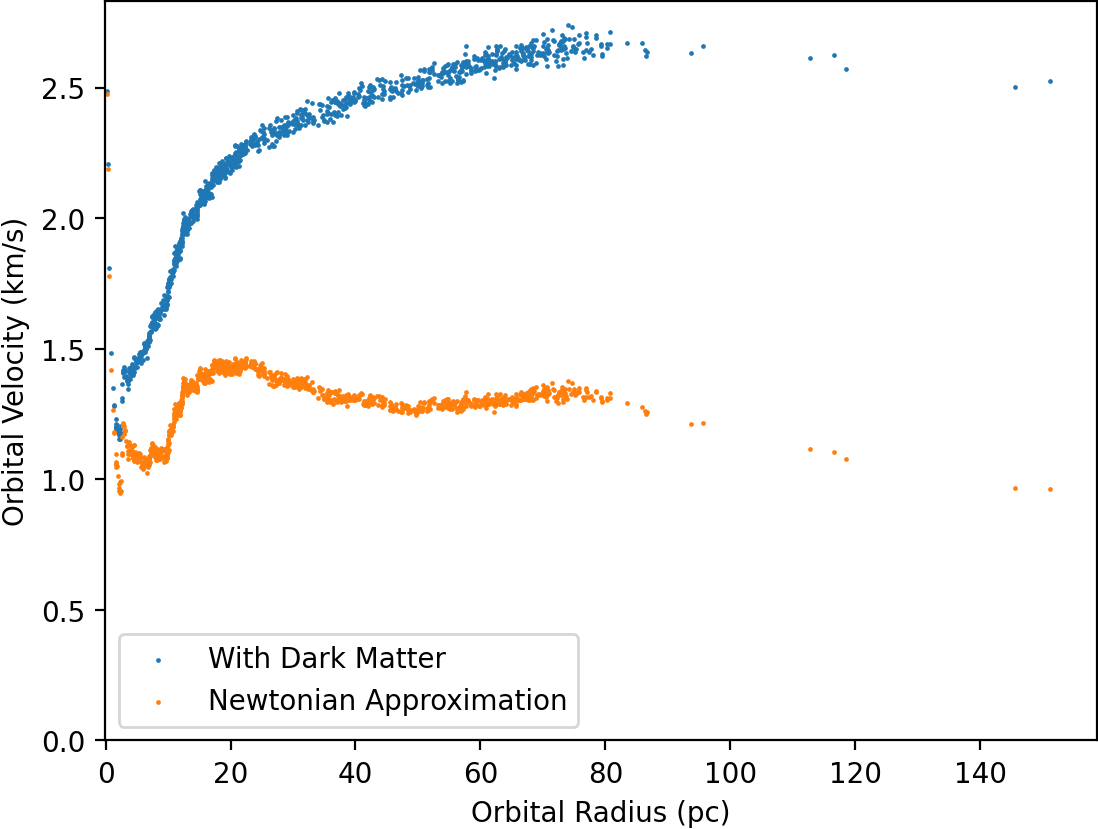 2.5
2.0
1.5
1.0
0.5
0.0
Orbital Velocity (km/s)
With Dark Matter
Newtonian Approximation
0 20 40 60 80 100 120 140
Orbital Radius (pc)